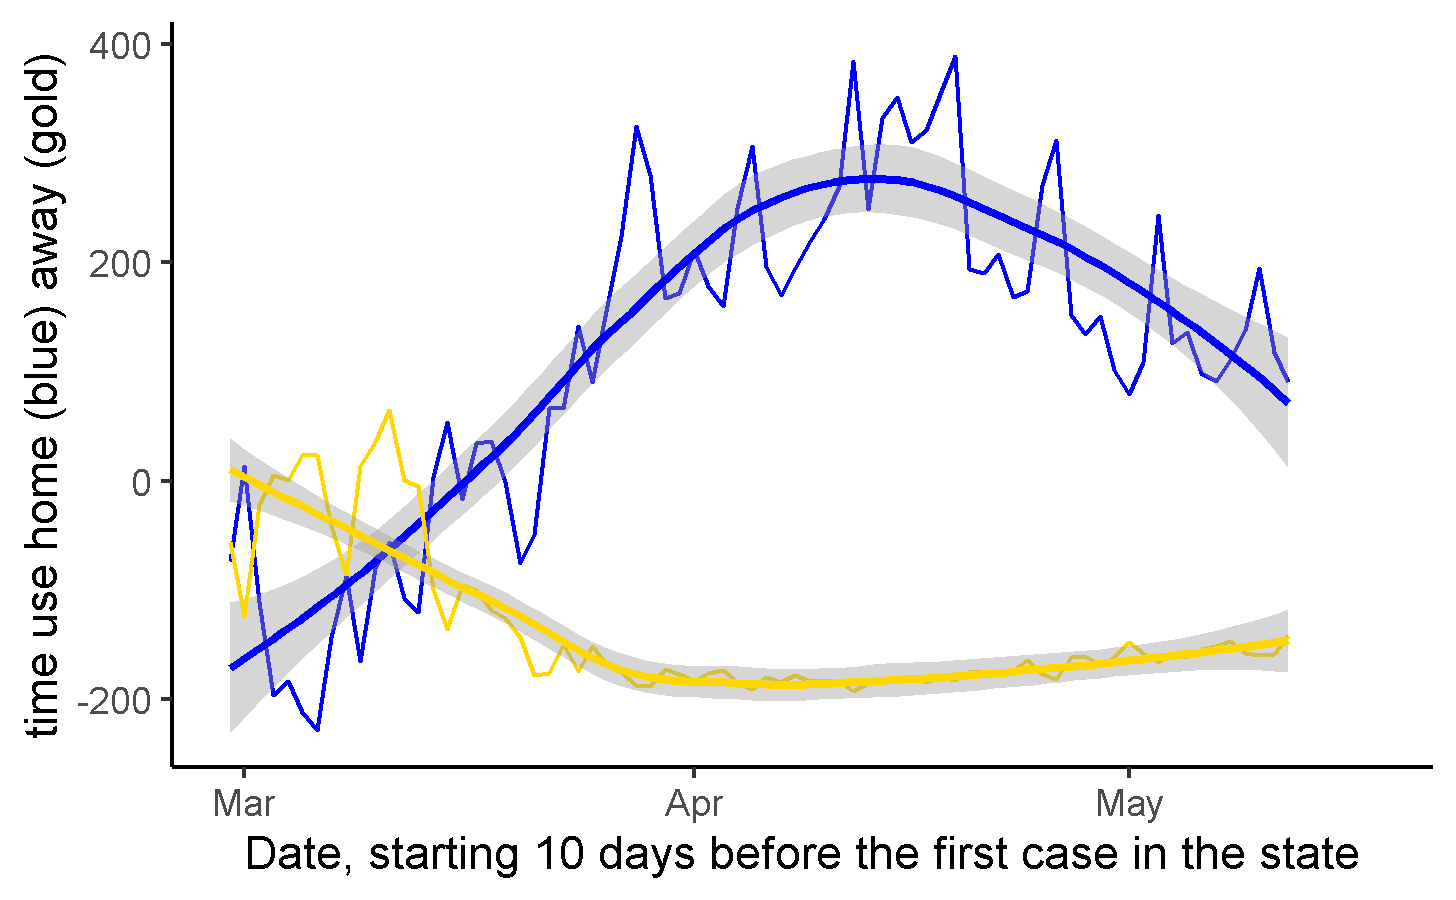 time use home (blue) away (gold)
400
200
0
-200
Mar
Apr
May
Date, starting 10 days before the first case in the state